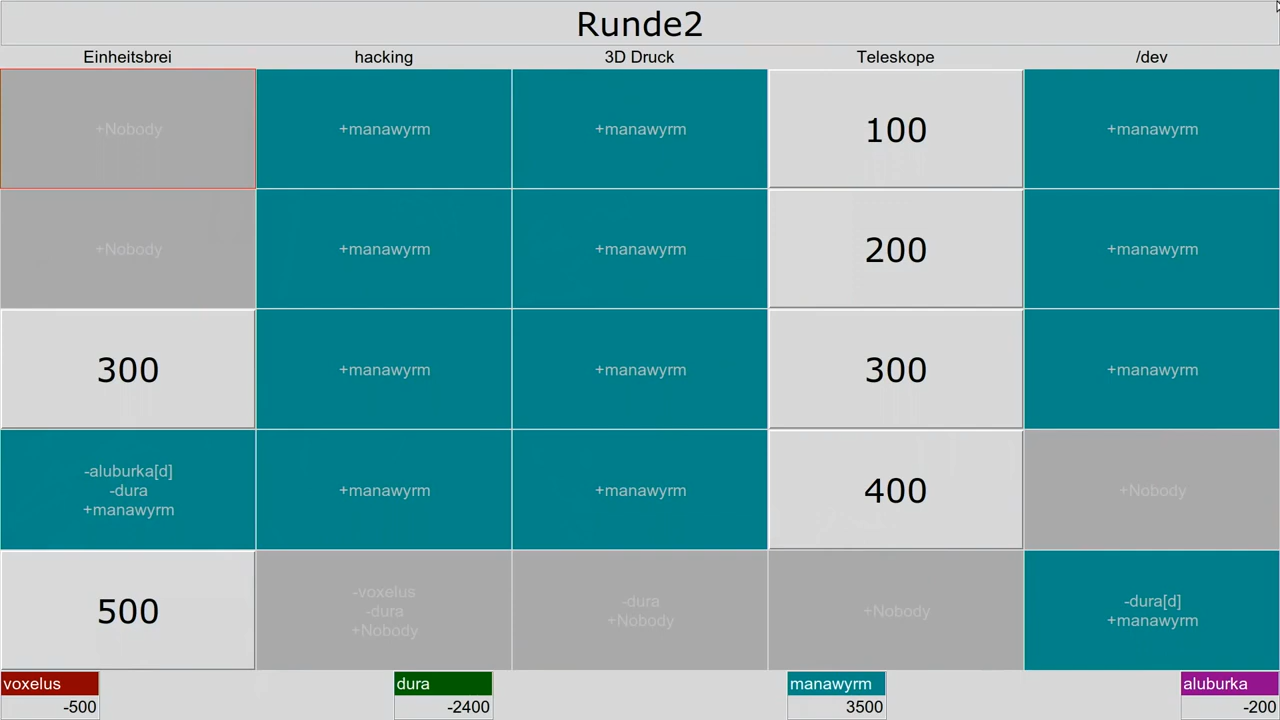 Runde2
Einheitsbrei hacking 3D Druck Teleskope /dev
+Nobody +manawyrm +manawyrm 100 +manawyrm
+Nobody +manawyrm +manawyrm 200 +manawyrm
300 +manawyrm +manawyrm 300 +manawyrm
-aluburka[d]
-dura
+manawyrm
+manawyrm +manawyrm 400 +Nobody
500
-voxelus
-dura
+Nobody
-dura
+Nobody
+Nobody
-dura[d]
+manawyrm
voxelus dura manawyrm aluburka
-500 -2400 3500 -200